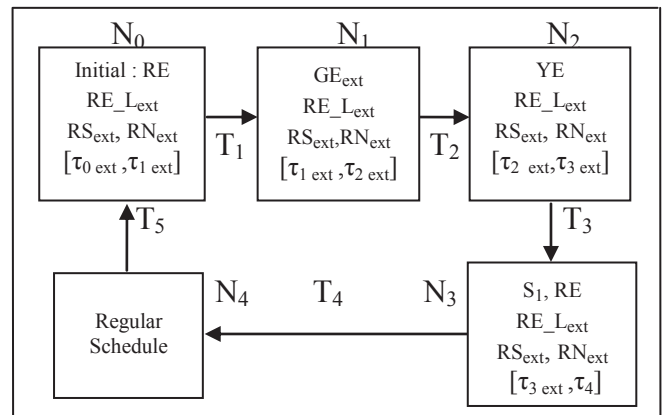 N₀ N₁ N₂
Initial : RE
RE_Lₑₓₜ
RSₑₓₜ, RNₑₓₜ
[τ₀ ₑₓₜ ,τ₁ ₑₓₜ]
T₁
GEₑₓₜ
RE_Lₑₓₜ
RSₑₓₜ,RNₑₓₜ
[τ₁ ₑₓₜ ,τ₂ ₑₓₜ]
T₂
YE
RE_Lₑₓₜ
RSₑₓₜ, RNₑₓₜ
[τ₂ ₑₓₜ,τ₃ ₑₓₜ]
T₅
T₃
Regular
Schedule
N₄ T₄ N₃
S₁, RE
RE_Lₑₓₜ
RSₑₓₜ, RNₑₓₜ
[τ₃ ₑₓₜ ,τ₄]